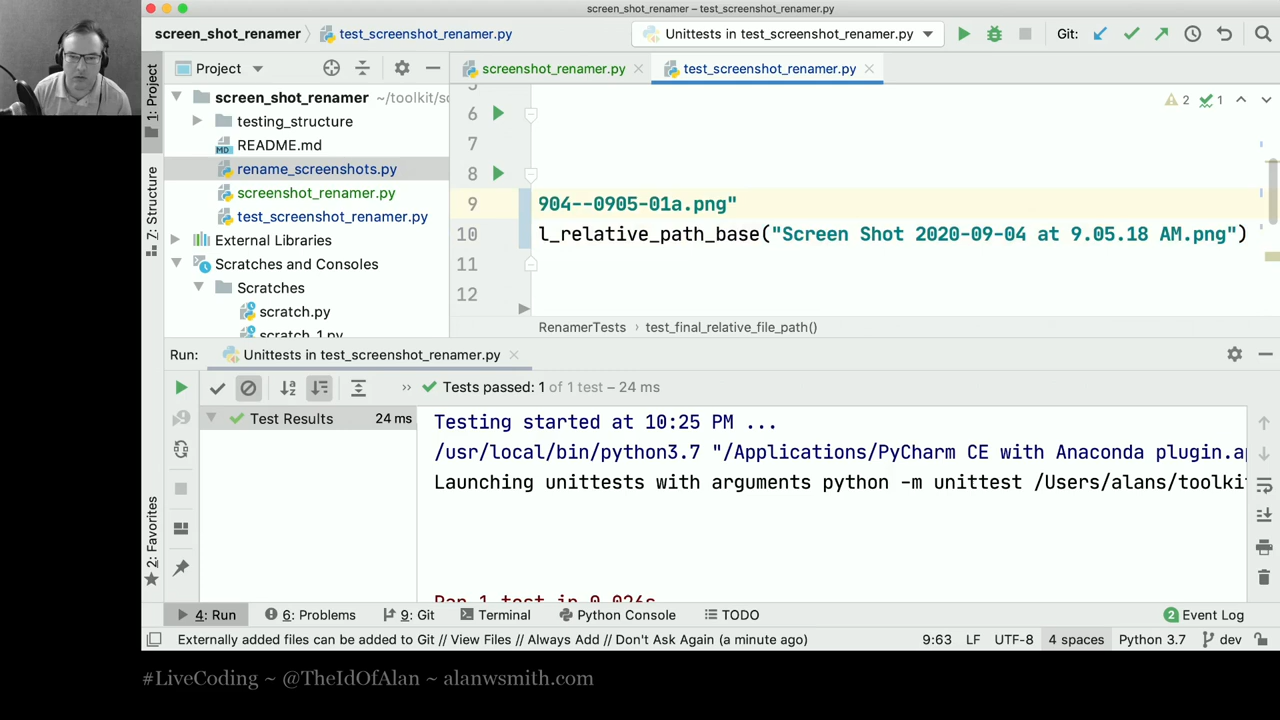 screen_shot_renamer – test_screenshot_renamer.py
screen_shot_renamer
test_screenshot_renamer.py
Unittests in test_screenshot_renamer.py
Git:
1: Project
Project
screenshot_renamer.py
test_screenshot_renamer.py
screen_shot_renamer
testing_structure
README.md
rename_screenshots.py
screenshot_renamer.py
test_screenshot_renamer.py
External Libraries
Scratches and Consoles
Scratches
scratch.py
7: Structure
2: Favorites
6
2
1
7
8
9
904--0905-01a.png"
10
l_relative_path_base("Screen Shot 2020-09-04 at 9.05.18 AM.png")
11
12
RenamerTests › test_final_relative_file_path()
Run:
Unittests in test_screenshot_renamer.py
Tests passed: 1 of 1 test – 24 ms
Test Results 24 ms
Testing started at 10:25 PM ...
/usr/local/bin/python3.7 "/Applications/PyCharm CE with Anaconda plugin.a
Launching unittests with arguments python -m unittest /Users/alans/toolki
Ran 1 test in 0.026s
4: Run
6: Problems
9: Git
Terminal
Python Console
TODO
2 Event Log
Externally added files can be added to Git // View Files // Always Add // Don't Ask Again (a minute ago)
9:63
LF
UTF-8
4 spaces
Python 3.7
dev
#LiveCoding ~ @TheIdOfAlan ~ alanwsmith.com